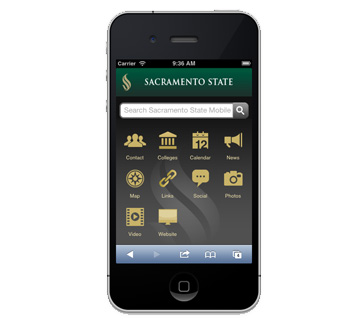 Carrier 9:36 AM
SACRAMENTO STATE
Search Sacramento State Mobile
12
Contact Colleges Calendar News
Map Links Social Photos
Video Website